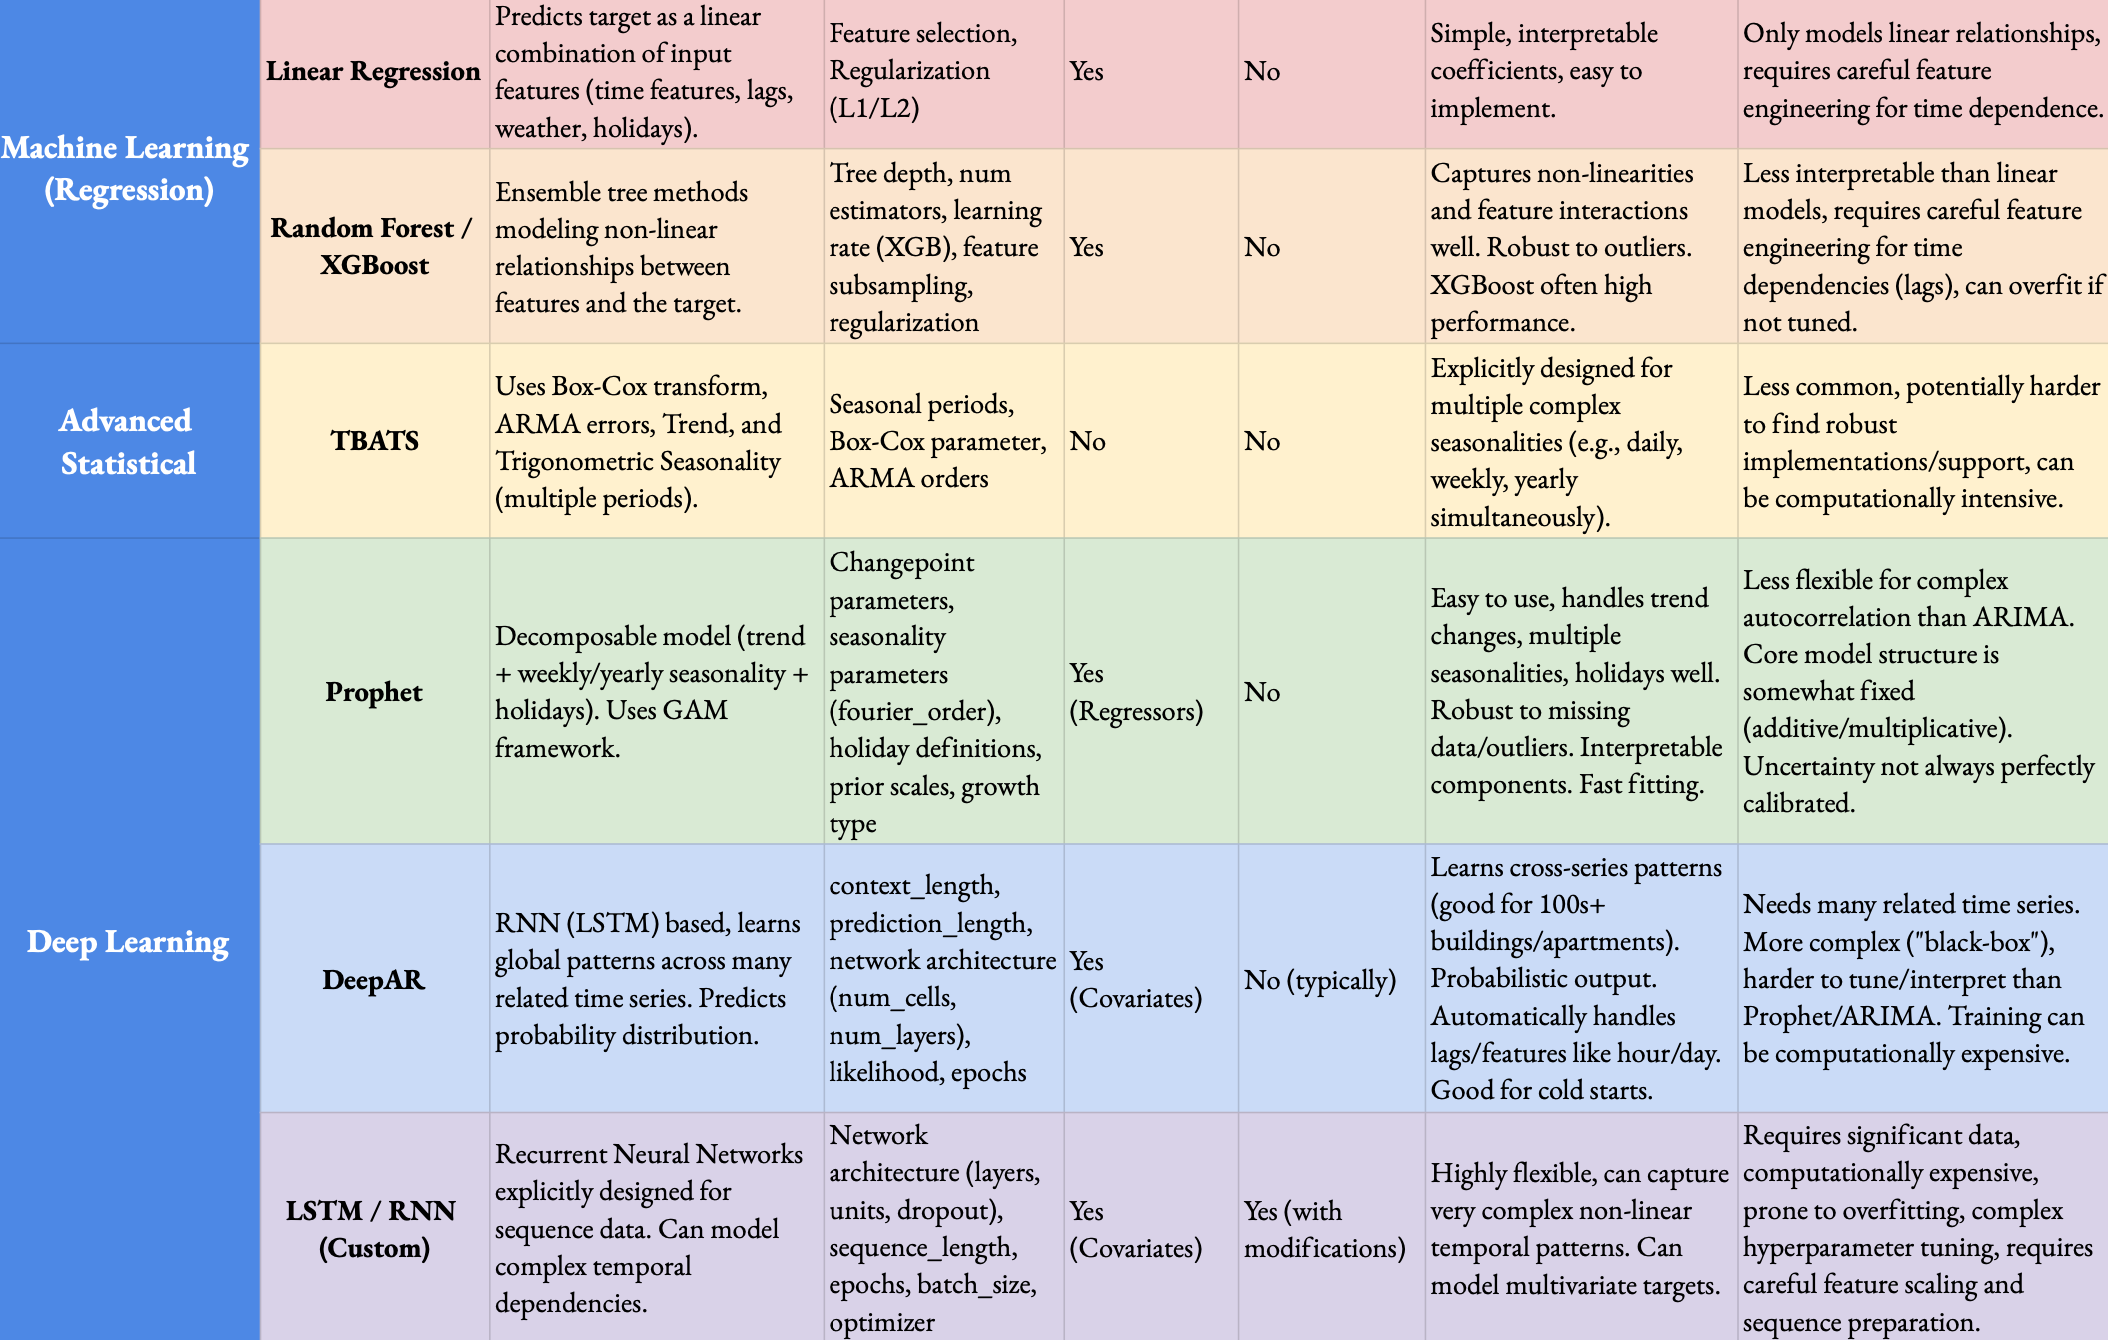 Machine Learning
(Regression)
Linear Regression
Predicts target as a linear
combination of input
features (time features, lags,
weather, holidays).
Feature selection,
Regularization
(L1/L2)
Yes
No
Simple, interpretable
coefficients, easy to
implement.
Only models linear relationships,
requires careful feature
engineering for time dependence.
Random Forest /
XGBoost
Ensemble tree methods
modeling non-linear
relationships between
features and the target.
Tree depth, num
estimators, learning
rate (XGB), feature
subsampling,
regularization
Yes
No
Captures non-linearities
and feature interactions
well. Robust to outliers.
XGBoost often high
performance.
Less interpretable than linear
models, requires careful feature
engineering for time
dependencies (lags), can overfit if
not tuned.
Advanced
Statistical
TBATS
Uses Box-Cox transform,
ARMA errors, Trend, and
Trigonometric Seasonality
(multiple periods).
Seasonal periods,
Box-Cox parameter,
ARMA orders
No
No
Explicitly designed for
multiple complex
seasonalities (e.g., daily,
weekly, yearly
simultaneously).
Less common, potentially harder
to find robust
implementations/support, can
be computationally intensive.
Deep Learning
Prophet
Decomposable model (trend
+ weekly/yearly seasonality +
holidays). Uses GAM
framework.
Changepoint
parameters,
seasonality
parameters
(fourier_order),
holiday definitions,
prior scales, growth
type
Yes
(Regressors)
No
Easy to use, handles trend
changes, multiple
seasonalities, holidays well.
Robust to missing
data/outliers. Interpretable
components. Fast fitting.
Less flexible for complex
autocorrelation than ARIMA.
Core model structure is
somewhat fixed
(additive/multiplicative).
Uncertainty not always perfectly
calibrated.
DeepAR
RNN (LSTM) based, learns
global patterns across many
related time series. Predicts
probability distribution.
context_length,
prediction_length,
network architecture
(num_cells,
num_layers),
likelihood, epochs
Yes
(Covariates)
No (typically)
Learns cross-series patterns
(good for 100s+
buildings/apartments).
Probabilistic output.
Automatically handles
lags/features like hour/day.
Good for cold starts.
Needs many related time series.
More complex ("black-box"),
harder to tune/interpret than
Prophet/ARIMA. Training can
be computationally expensive.
LSTM / RNN
(Custom)
Recurrent Neural Networks
explicitly designed for
sequence data. Can model
complex temporal
dependencies.
Network
architecture (layers,
units, dropout),
sequence_length,
epochs, batch_size,
optimizer
Yes
(Covariates)
Yes (with
modifications)
Highly flexible, can capture
very complex non-linear
temporal patterns. Can
model multivariate targets.
Requires significant data,
computationally expensive,
prone to overfitting, complex
hyperparameter tuning, requires
careful feature scaling and
sequence preparation.